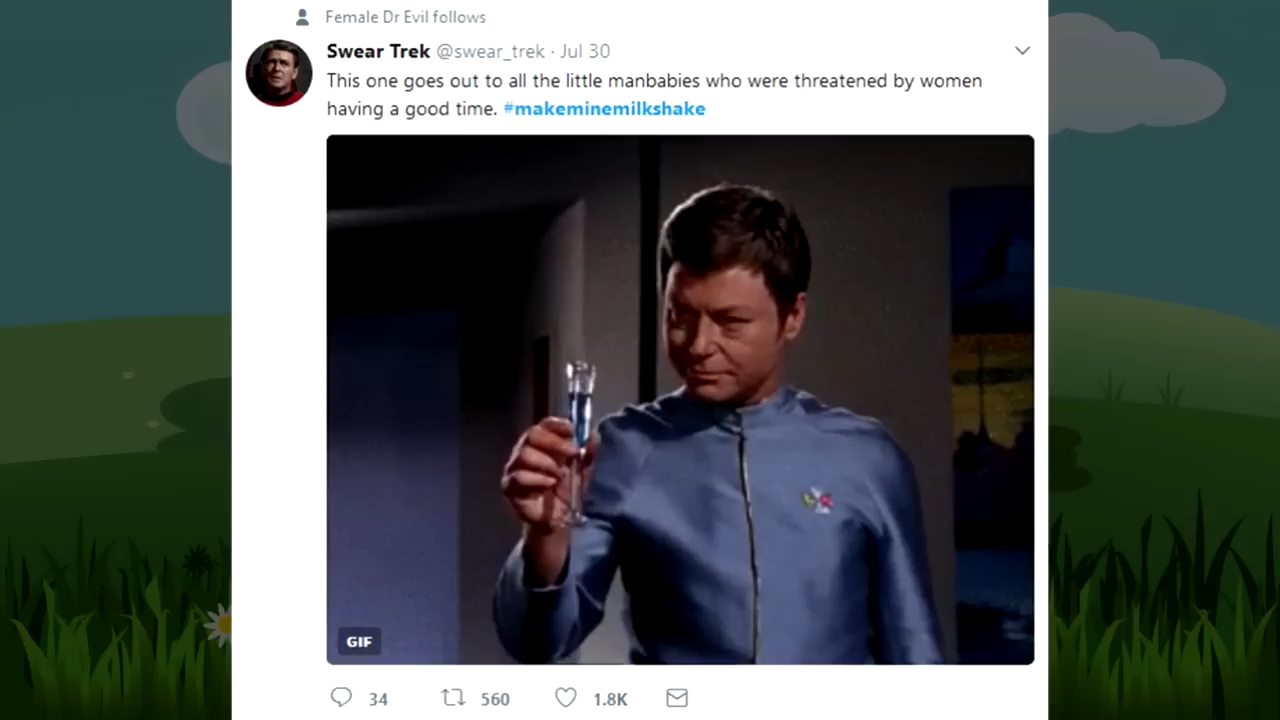 Female Dr Evil follows
Swear Trek @swear_trek · Jul 30
This one goes out to all the little manbabies who were threatened by women
having a good time. #makeminemilkshake
GIF
34 560 1.8K